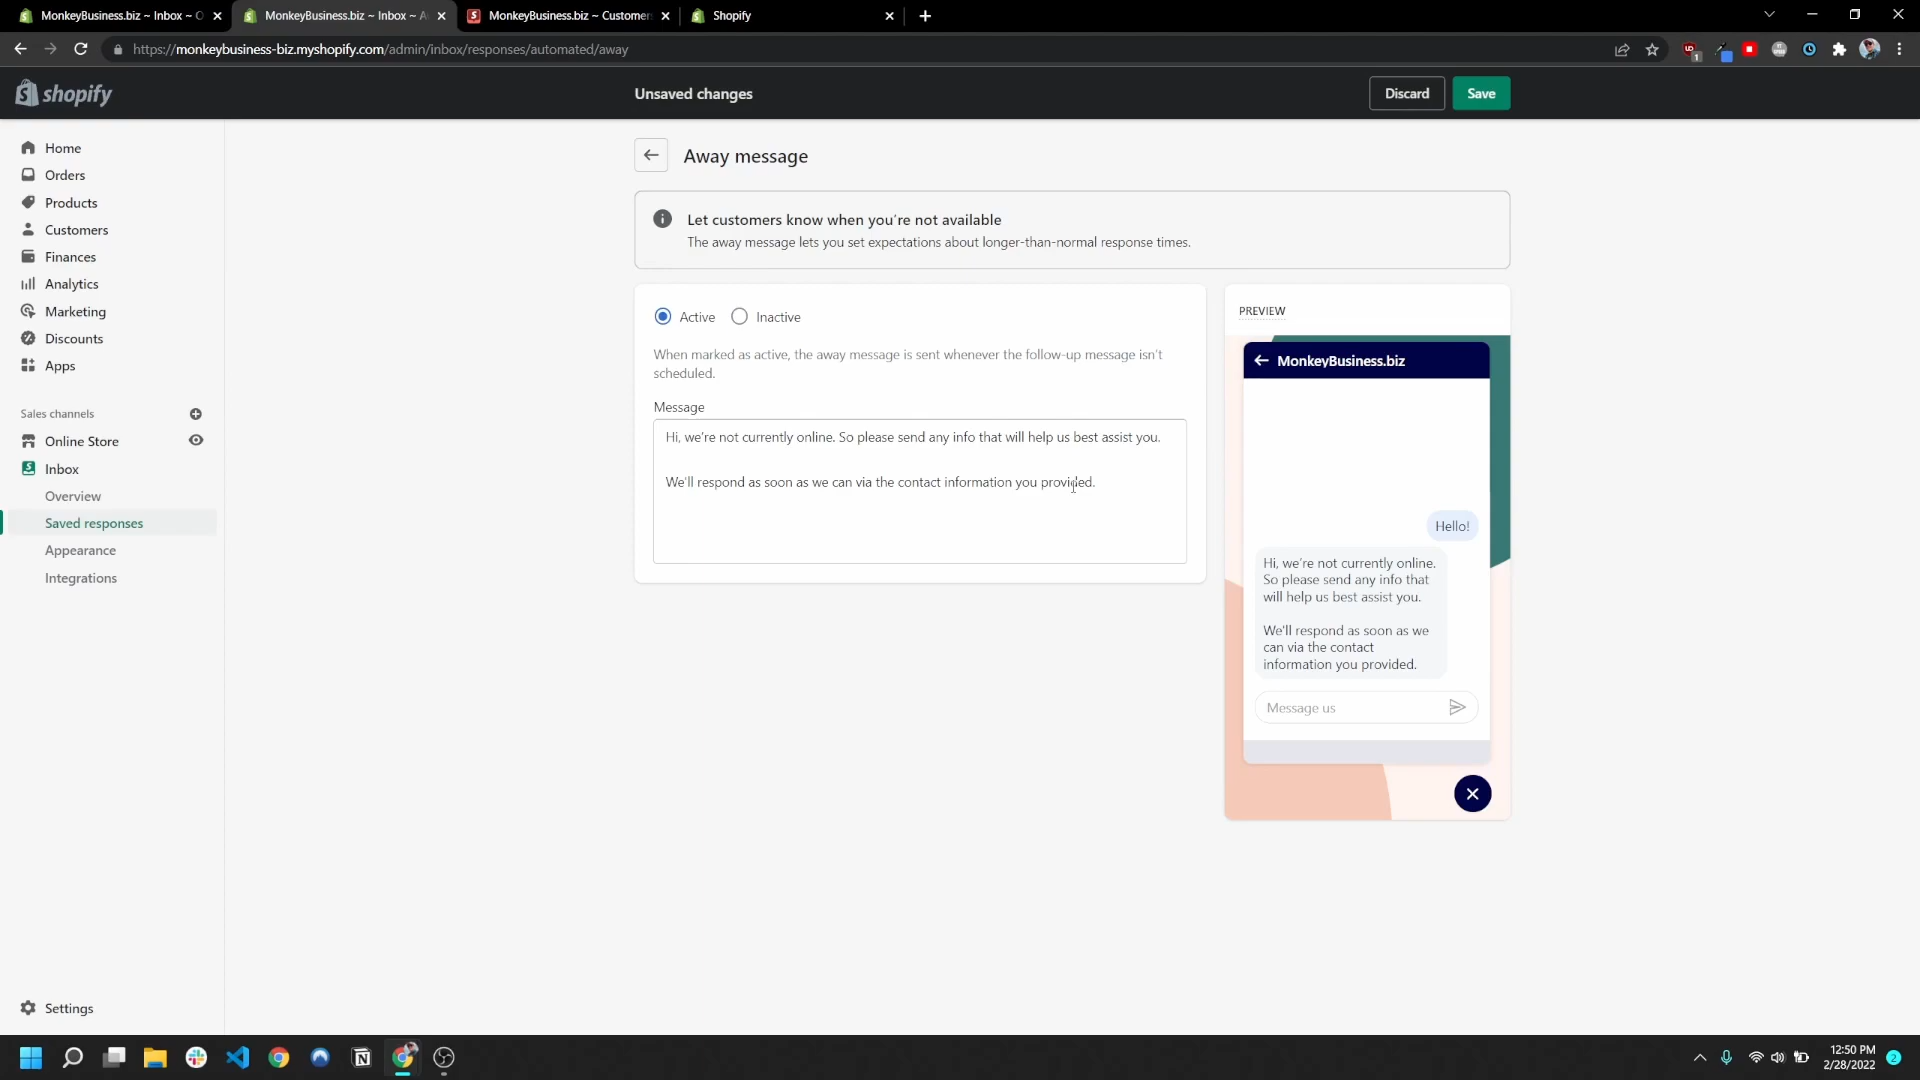 MonkeyBusiness.biz ~ Inbox ~ O
MonkeyBusiness.biz ~ Inbox ~ A
MonkeyBusiness.biz ~ Customer
Shopify
https://monkeybusiness-biz.myshopify.com/admin/inbox/responses/automated/away
1
shopify
Unsaved changes
Discard
Save
Home
Orders
Products
Customers
Finances
Analytics
Marketing
Discounts
Apps
Sales channels
Online Store
Inbox
Overview
Saved responses
Appearance
Integrations
Settings
Away message
Let customers know when you're not available
The away message lets you set expectations about longer-than-normal response times.
Active
Inactive
When marked as active, the away message is sent whenever the follow-up message isn't
scheduled.
Message
Hi, we're not currently online. So please send any info that will help us best assist you.
We'll respond as soon as we can via the contact information you provided.
PREVIEW
MonkeyBusiness.biz
Hello!
Hi, we're not currently online.
So please send any info that
will help us best assist you.
We'll respond as soon as we
can via the contact
information you provided.
Message us
12:50 PM
2/28/2022
2